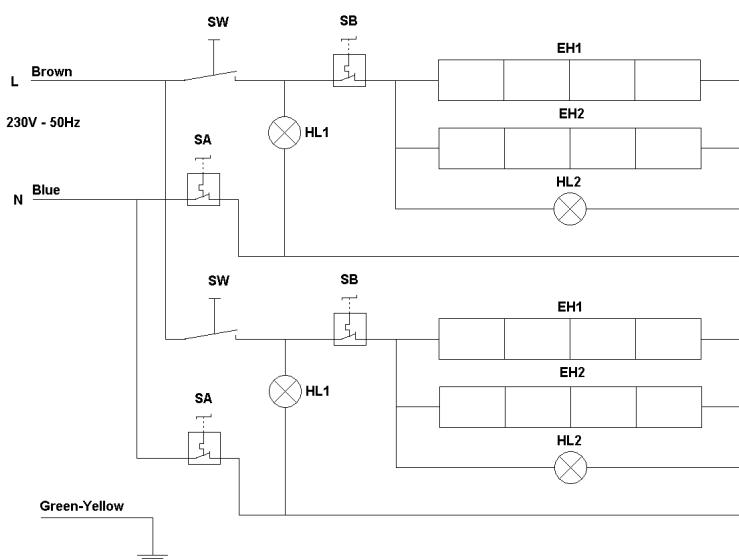 SW
SB
EH1
L
Brown
230V - 50Hz
HL1
EH2
SA
N
Blue
HL2
SW
SB
EH1
HL1
EH2
SA
HL2
Green-Yellow